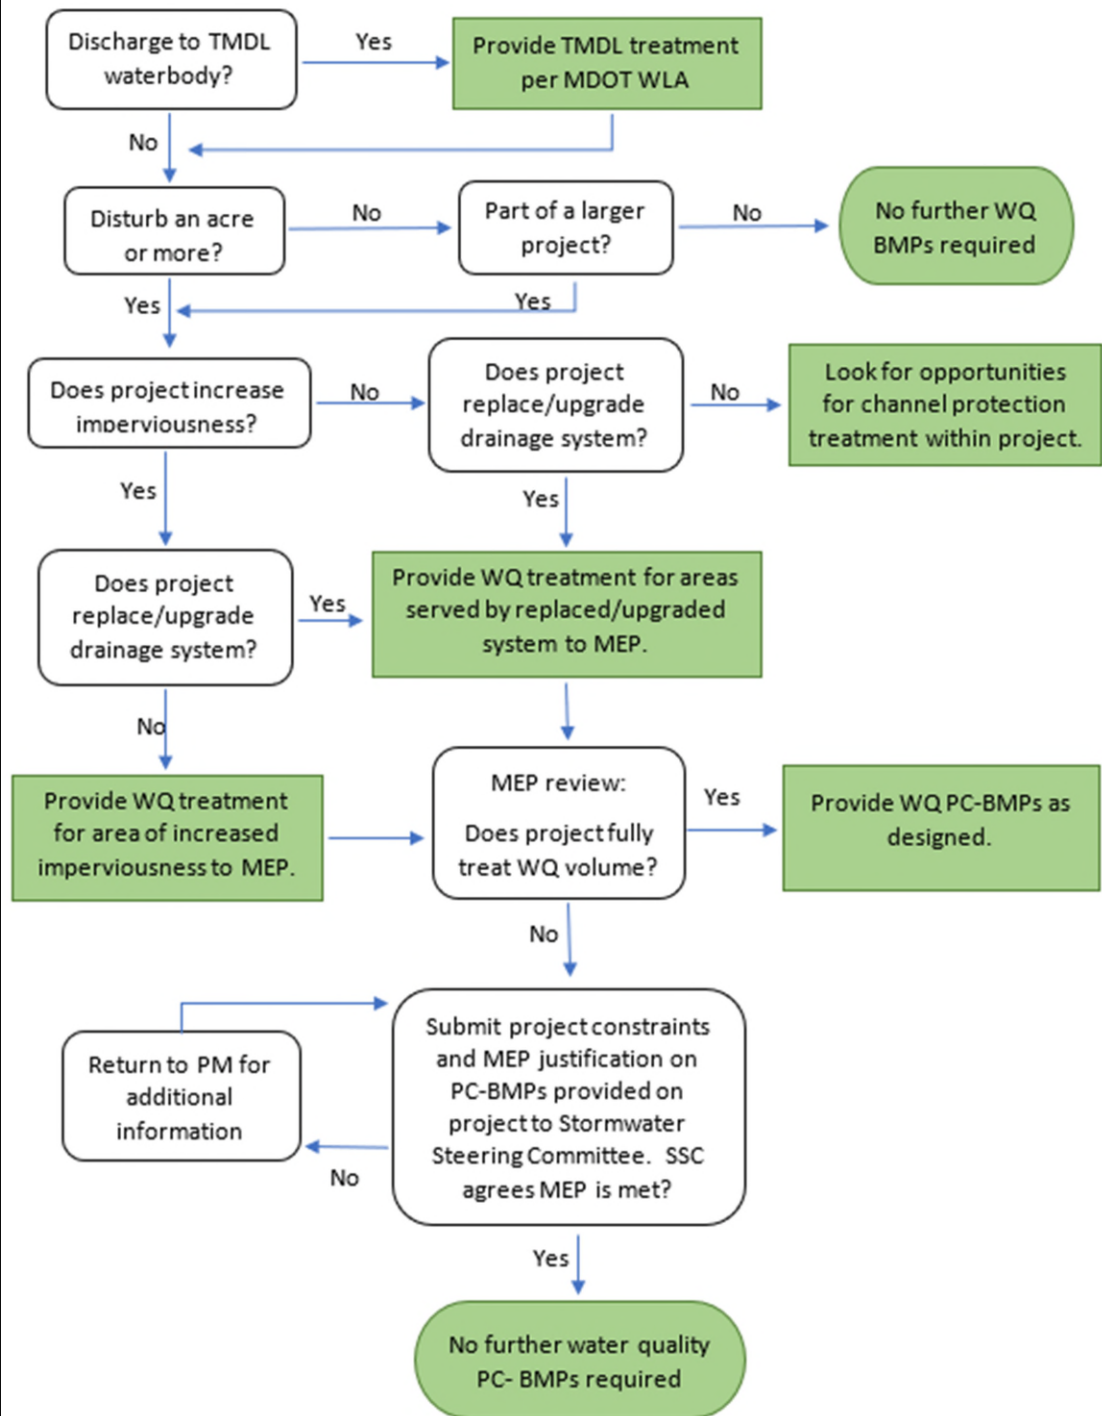 Discharge to TMDL
waterbody?
Yes
Provide TMDL treatment
per MDOT WLA
No
Disturb an acre
or more?
No
Part of a larger
project?
No
No further WQ
BMPs required
Yes
Yes
Does project increase
imperviousness?
No
Does project
replace/upgrade
drainage system?
No
Look for opportunities
for channel protection
treatment within project.
Yes
Yes
Does project
replace/upgrade
drainage system?
Yes
Provide WQ treatment for areas
served by replaced/upgraded
system to MEP.
No
Provide WQ treatment
for area of increased
imperviousness to MEP.
MEP review:
Does project fully
treat WQ volume?
Yes
Provide WQ PC-BMPs as
designed.
No
Submit project constraints
and MEP justification on
PC-BMPs provided on
project to Stormwater
Steering Committee. SSC
agrees MEP is met?
Return to PM for
additional
information
No
Yes
No further water quality
PC- BMPs required